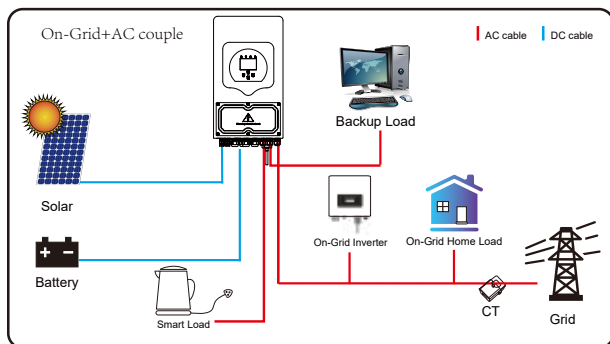 On-Grid+AC couple
AC cable
DC cable
Backup Load
Solar
On-Grid Inverter
On-Grid Home Load
Battery
Smart Load
CT
Grid